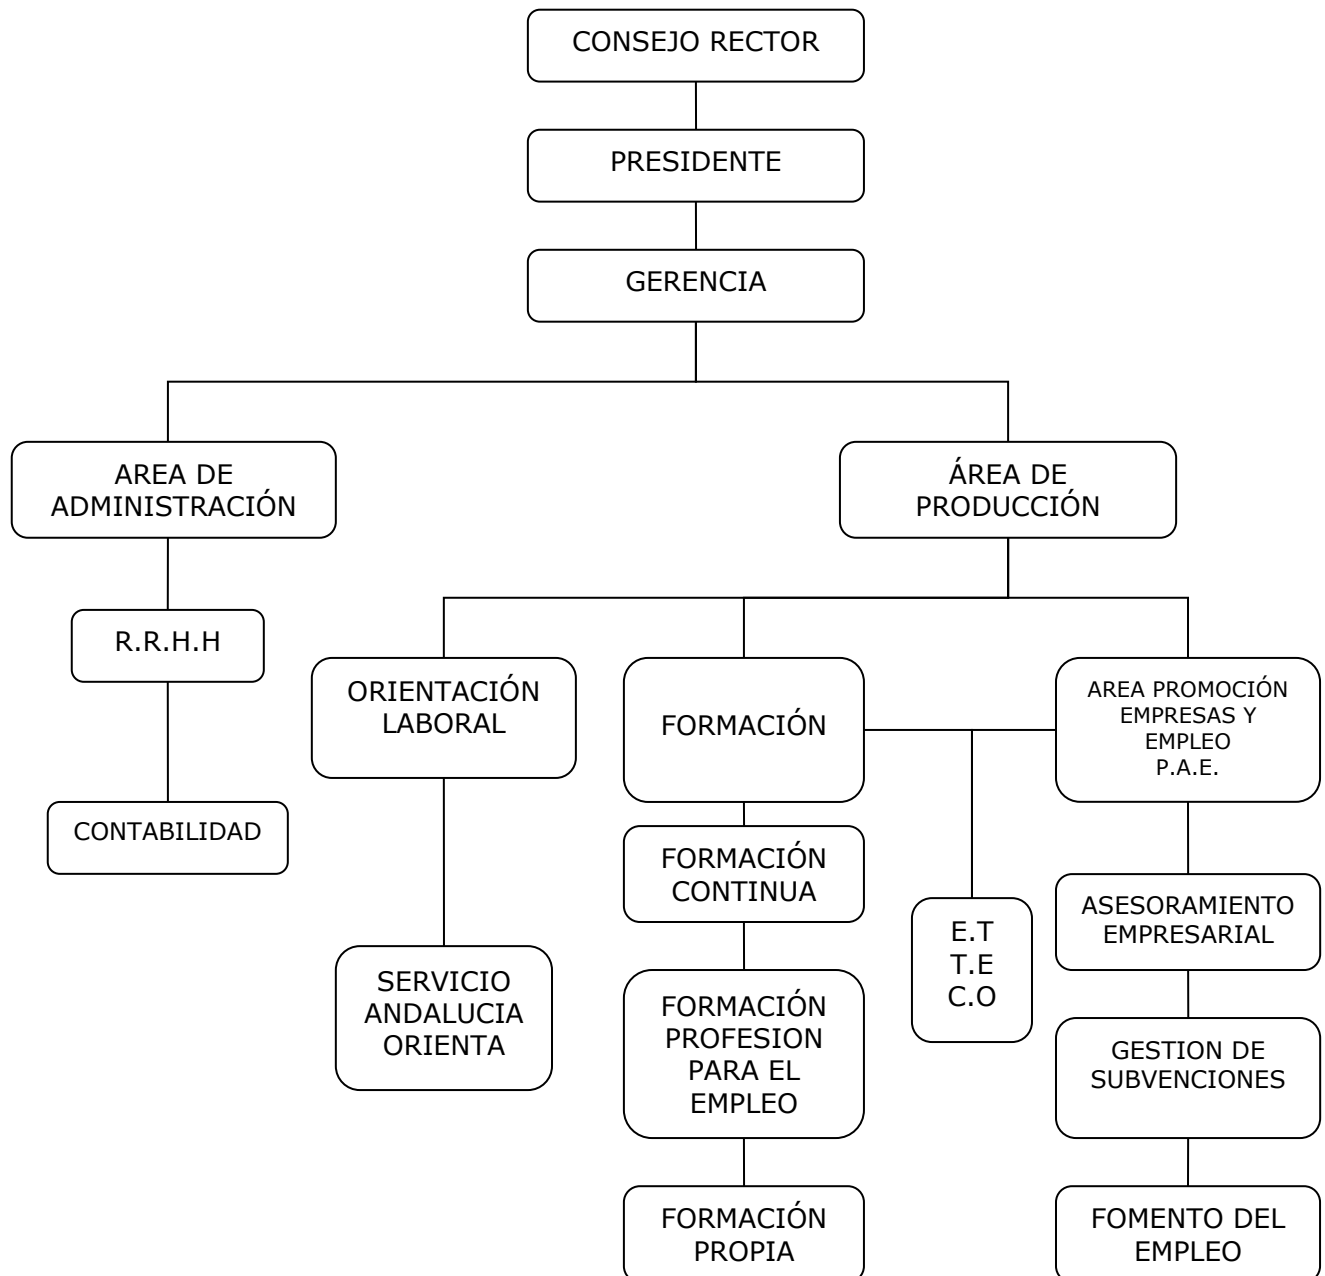 CONSEJO RECTOR
PRESIDENTE
GERENCIA
AREA DE
ADMINISTRACIÓN
ÁREA DE
PRODUCCIÓN
R.R.H.H
CONTABILIDAD
ORIENTACIÓN
LABORAL
SERVICIO
ANDALUCIA
ORIENTA
FORMACIÓN
FORMACIÓN
CONTINUA
FORMACIÓN
PROFESION
PARA EL
EMPLEO
FORMACIÓN
PROPIA
E.T
T.E
C.O
AREA PROMOCIÓN
EMPRESAS Y
EMPLEO
P.A.E.
ASESORAMIENTO
EMPRESARIAL
GESTION DE
SUBVENCIONES
FOMENTO DEL
EMPLEO